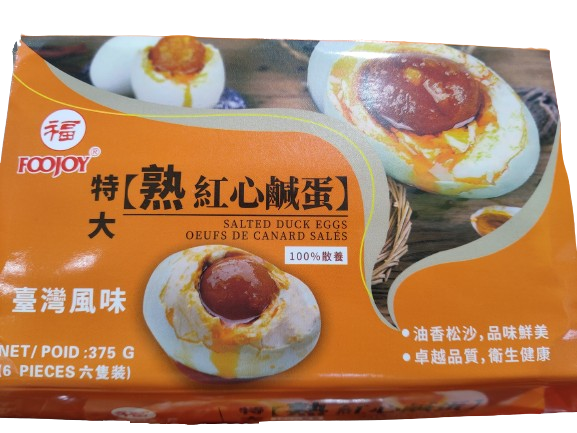 福
FOOJOY®
特大【熟紅心鹹蛋】
SALTED DUCK EGGS
OEUFS DE CANARD SALÉS
100%散養
臺灣風味
NET/ POID :375 G
(6 PIECES 六隻裝)
•油香松沙,品味鮮美
•卓越品質,衛生健康